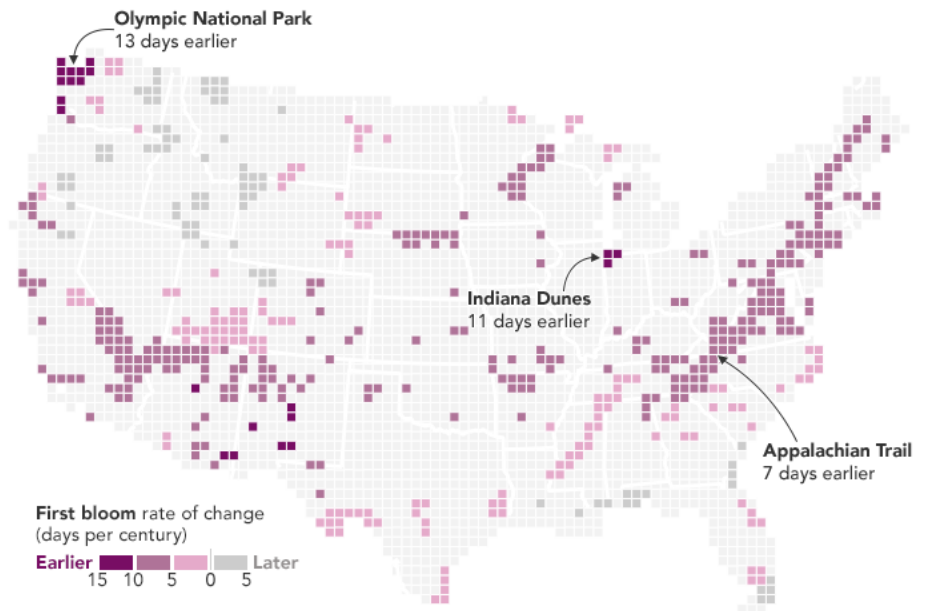 Olympic National Park
13 days earlier
Indiana Dunes
11 days earlier
Appalachian Trail
7 days earlier
First bloom rate of change
(days per century)
Earlier Later
15 10 5 0 5